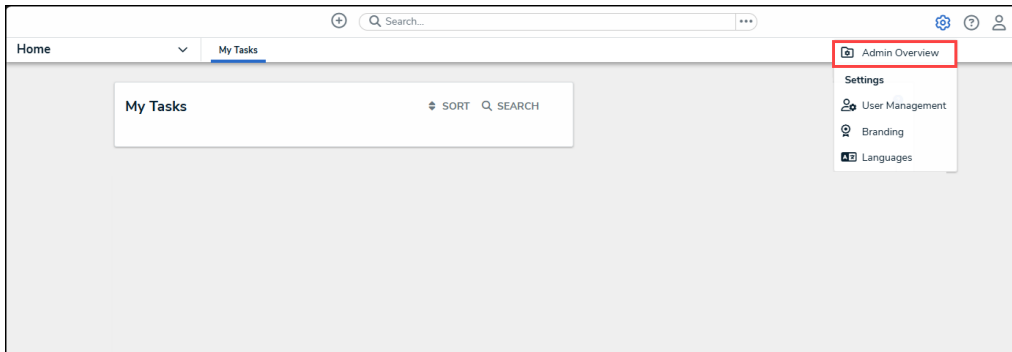 Search...
Home
My Tasks
Admin Overview
Settings
User Management
Branding
Languages
My Tasks
SORT
SEARCH